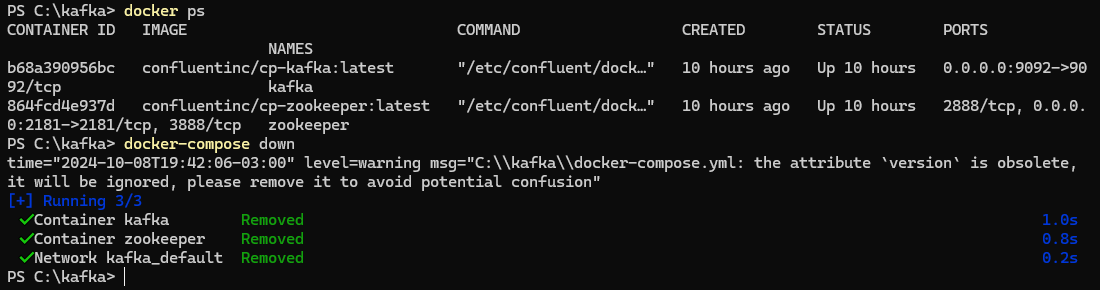 PS C:\kafka> docker ps
CONTAINER ID   IMAGE                              COMMAND                  CREATED        STATUS        PORTS
                             NAMES
b68a390956bc   confluentinc/cp-kafka:latest       "/etc/confluent/dock…"   10 hours ago   Up 10 hours   0.0.0.0:9092->90
92/tcp                       kafka
864fcd4e937d   confluentinc/cp-zookeeper:latest   "/etc/confluent/dock…"   10 hours ago   Up 10 hours   2888/tcp, 0.0.0.
0:2181->2181/tcp, 3888/tcp   zookeeper
PS C:\kafka> docker-compose down
time="2024-10-08T19:42:06-03:00" level=warning msg="C:\\kafka\\docker-compose.yml: the attribute `version` is obsolete,
it will be ignored, please remove it to avoid potential confusion"
[+] Running 3/3
 ✓Container kafka        Removed                                                                                   1.0s
 ✓Container zookeeper    Removed                                                                                   0.8s
 ✓Network kafka_default  Removed                                                                                   0.2s
PS C:\kafka>